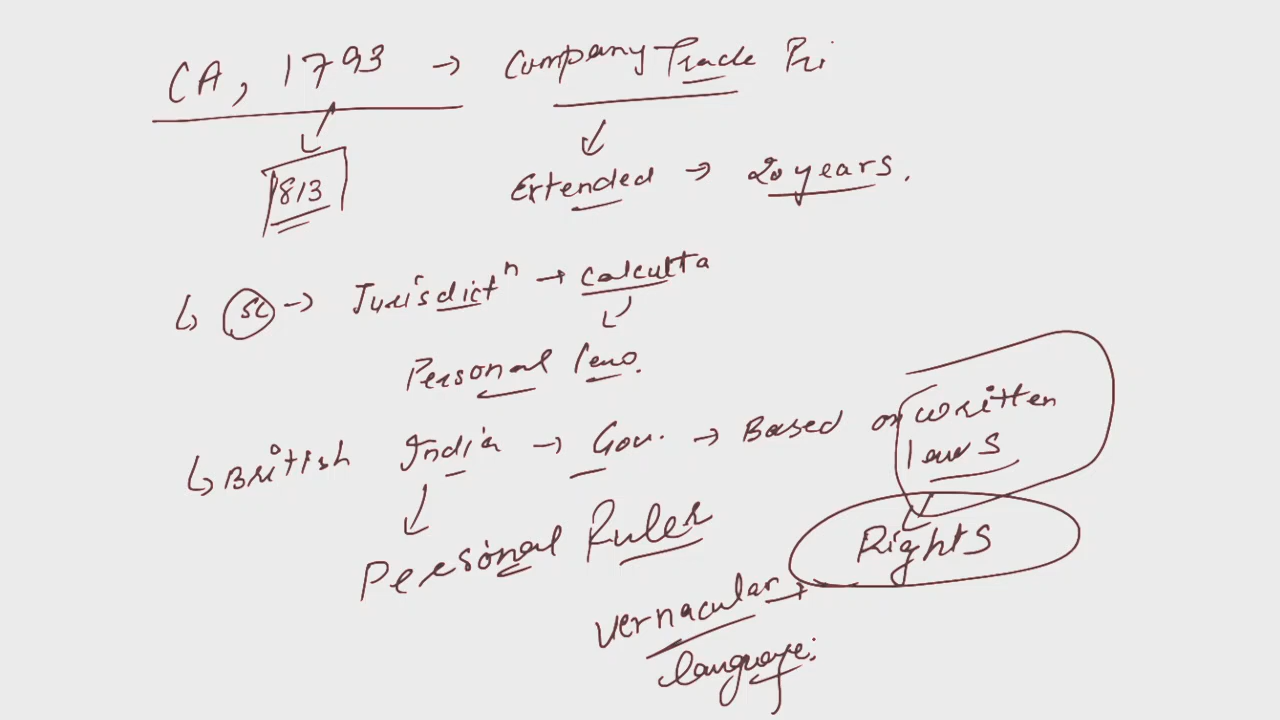 CA, 1793 → Company Trade Pri
1813
Extended → 20 years.
↳ SC → Jurisdictⁿ → Calcutta
Personal laws.
↳ British India → Gov. → Based on written
laws
Personal Ruler
Rights
Vernacular →
language: